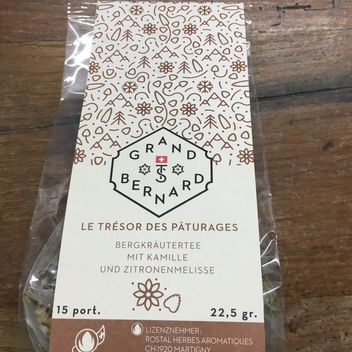 GRAND
TS
BERNARD
LE TRÉSOR DES PÂTURAGES
BERGKRÄUTERTEE
MIT KAMILLE
UND ZITRONENMELISSE
15 port. 22,5 gr.
LIZENZNEHMER:
ROSTAL HERBES AROMATIQUES
CH1920 MARTIGNY